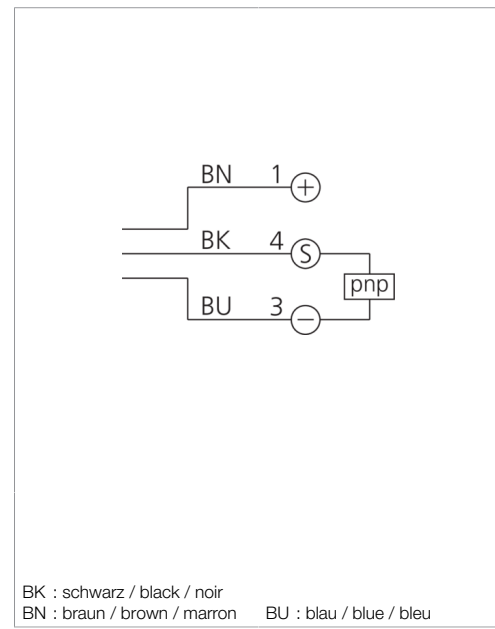 BN 1 +
BK 4 S
pnp
BU 3 −
BK : schwarz / black / noir
BN : braun / brown / marron BU : blau / blue / bleu